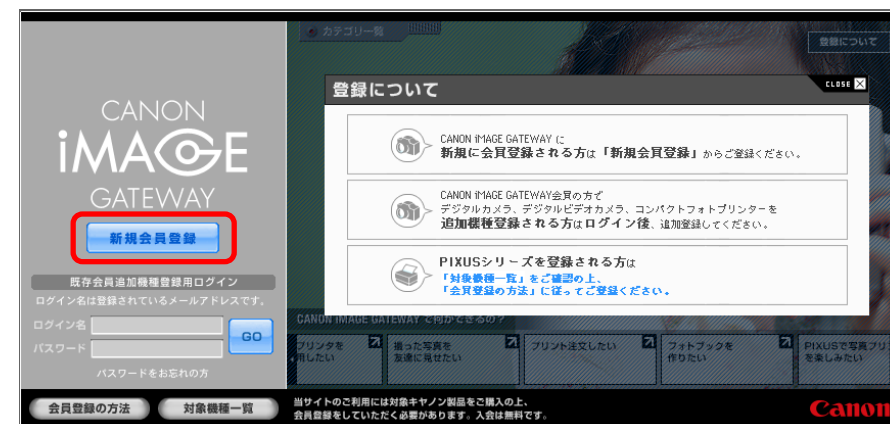 CANON
iMAGE
GATEWAY
新規会員登録
既存会員追加機種登録用ログイン
ログイン名は登録されているメールアドレスです。
ログイン名
パスワード
GO
パスワードをお忘れの方
会員登録の方法
対象機種一覧
カテゴリ一覧
登録について
登録について
CLOSE
CANON iMAGE GATEWAY に
新規に会員登録される方は「新規会員登録」からご登録ください。
CANON iMAGE GATEWAY会員の方で
デジタルカメラ、デジタルビデオカメラ、コンパクトフォトプリンターを
追加機種登録される方はログイン後、追加登録してください。
PIXUSシリーズを登録される方は
「対象機種一覧」をご確認の上、
「会員登録の方法」に従ってご登録ください。
CANON iMAGE GATEWAY で何ができるの?
プリンタを
用したい
撮った写真を
友達に見せたい
プリント注文したい
フォトブックを
作りたい
PIXUSで写真プリ
を楽しみたい
当サイトのご利用には対象キヤノン製品をご購入の上、
会員登録をしていただく必要があります。入会は無料です。
Canon